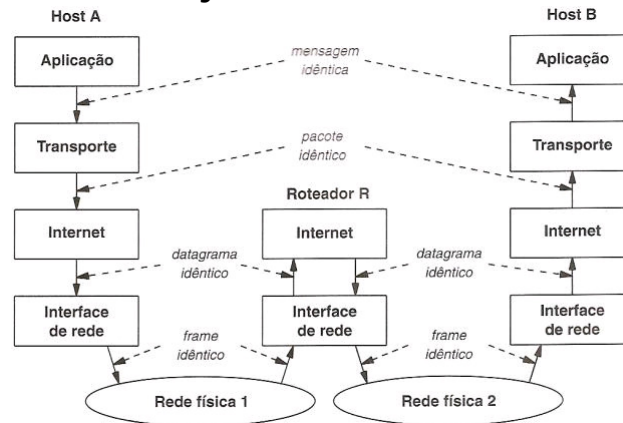 Host A
Host B
Aplicação
mensagem
idêntica
Aplicação
Transporte
pacote
idêntico
Transporte
Roteador R
Internet
datagrama
idêntico
Internet
datagrama
idêntico
Internet
Interface
de rede
frame
idêntico
Interface
de rede
frame
idêntico
Interface
de rede
Rede física 1
Rede física 2